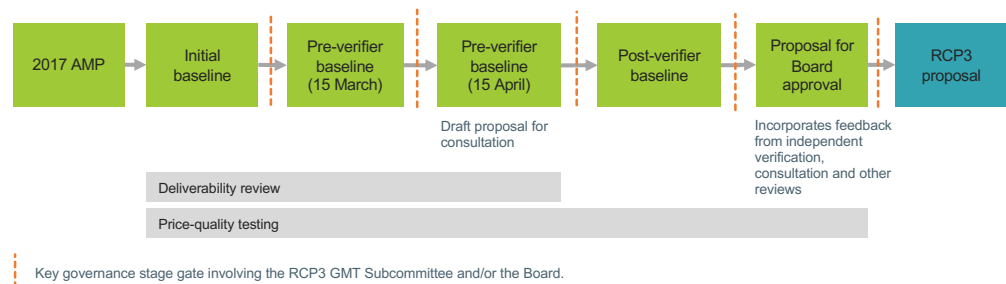 2017 AMP
Initial
baseline
Pre-verifier
baseline
(15 March)
Pre-verifier
baseline
(15 April)
Post-verifier
baseline
Proposal for
Board
approval
RCP3
proposal
Draft proposal for
consultation
Incorporates feedback
from independent
verification,
consultation and other
reviews
Deliverability review
Price-quality testing
Key governance stage gate involving the RCP3 GMT Subcommittee and/or the Board.